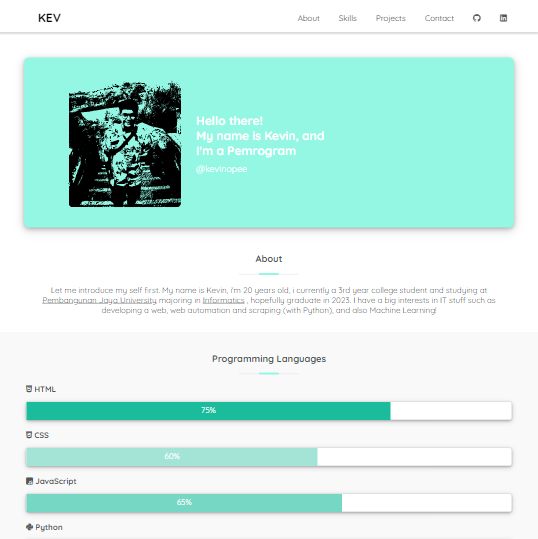 KEV
About Skills Projects Contact
Hello there!
My name is Kevin, and
I'm a Pemrogram
@kevinopee
About
Let me introduce my self first. My name is Kevin, i'm 20 years old, i currently a 3rd year college student and studying at
Pembangunan Jaya University majoring in Informatics , hopefully graduate in 2023. I have a big interests in IT stuff such as
developing a web, web automation and scraping (with Python), and also Machine Learning!
Programming Languages
HTML
75%
CSS
60%
JavaScript
65%
Python